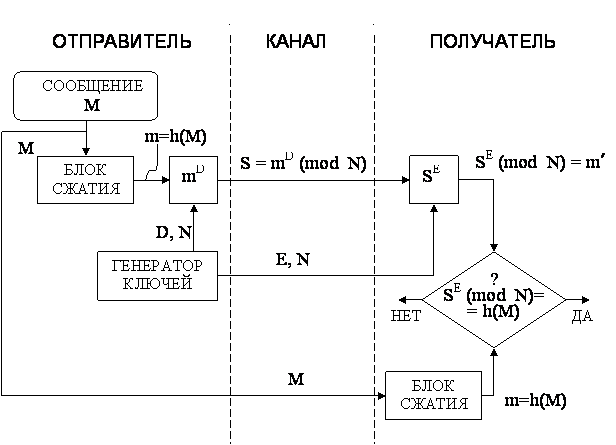 ОТПРАВИТЕЛЬ КАНАЛ ПОЛУЧАТЕЛЬ
СООБЩЕНИЕ
M
M
m=h(M)
БЛОК
СЖАТИЯ
m^D
S = m^D (mod N)
S^E
S^E (mod N) = m′
D, N
ГЕНЕРАТОР
КЛЮЧЕЙ
E, N
?
S^E (mod N)=
= h(M)
НЕТ
ДА
M
БЛОК
СЖАТИЯ
m=h(M)